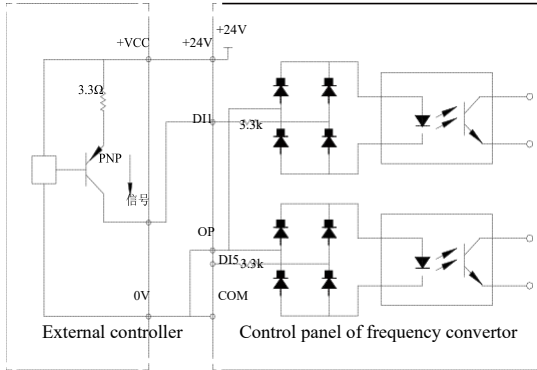 +24V
+VCC
+24V
3.3Ω
DI1
3.3k
PNP
信号
OP
DI5
3.3k
0V
COM
External controller
Control panel of frequency convertor